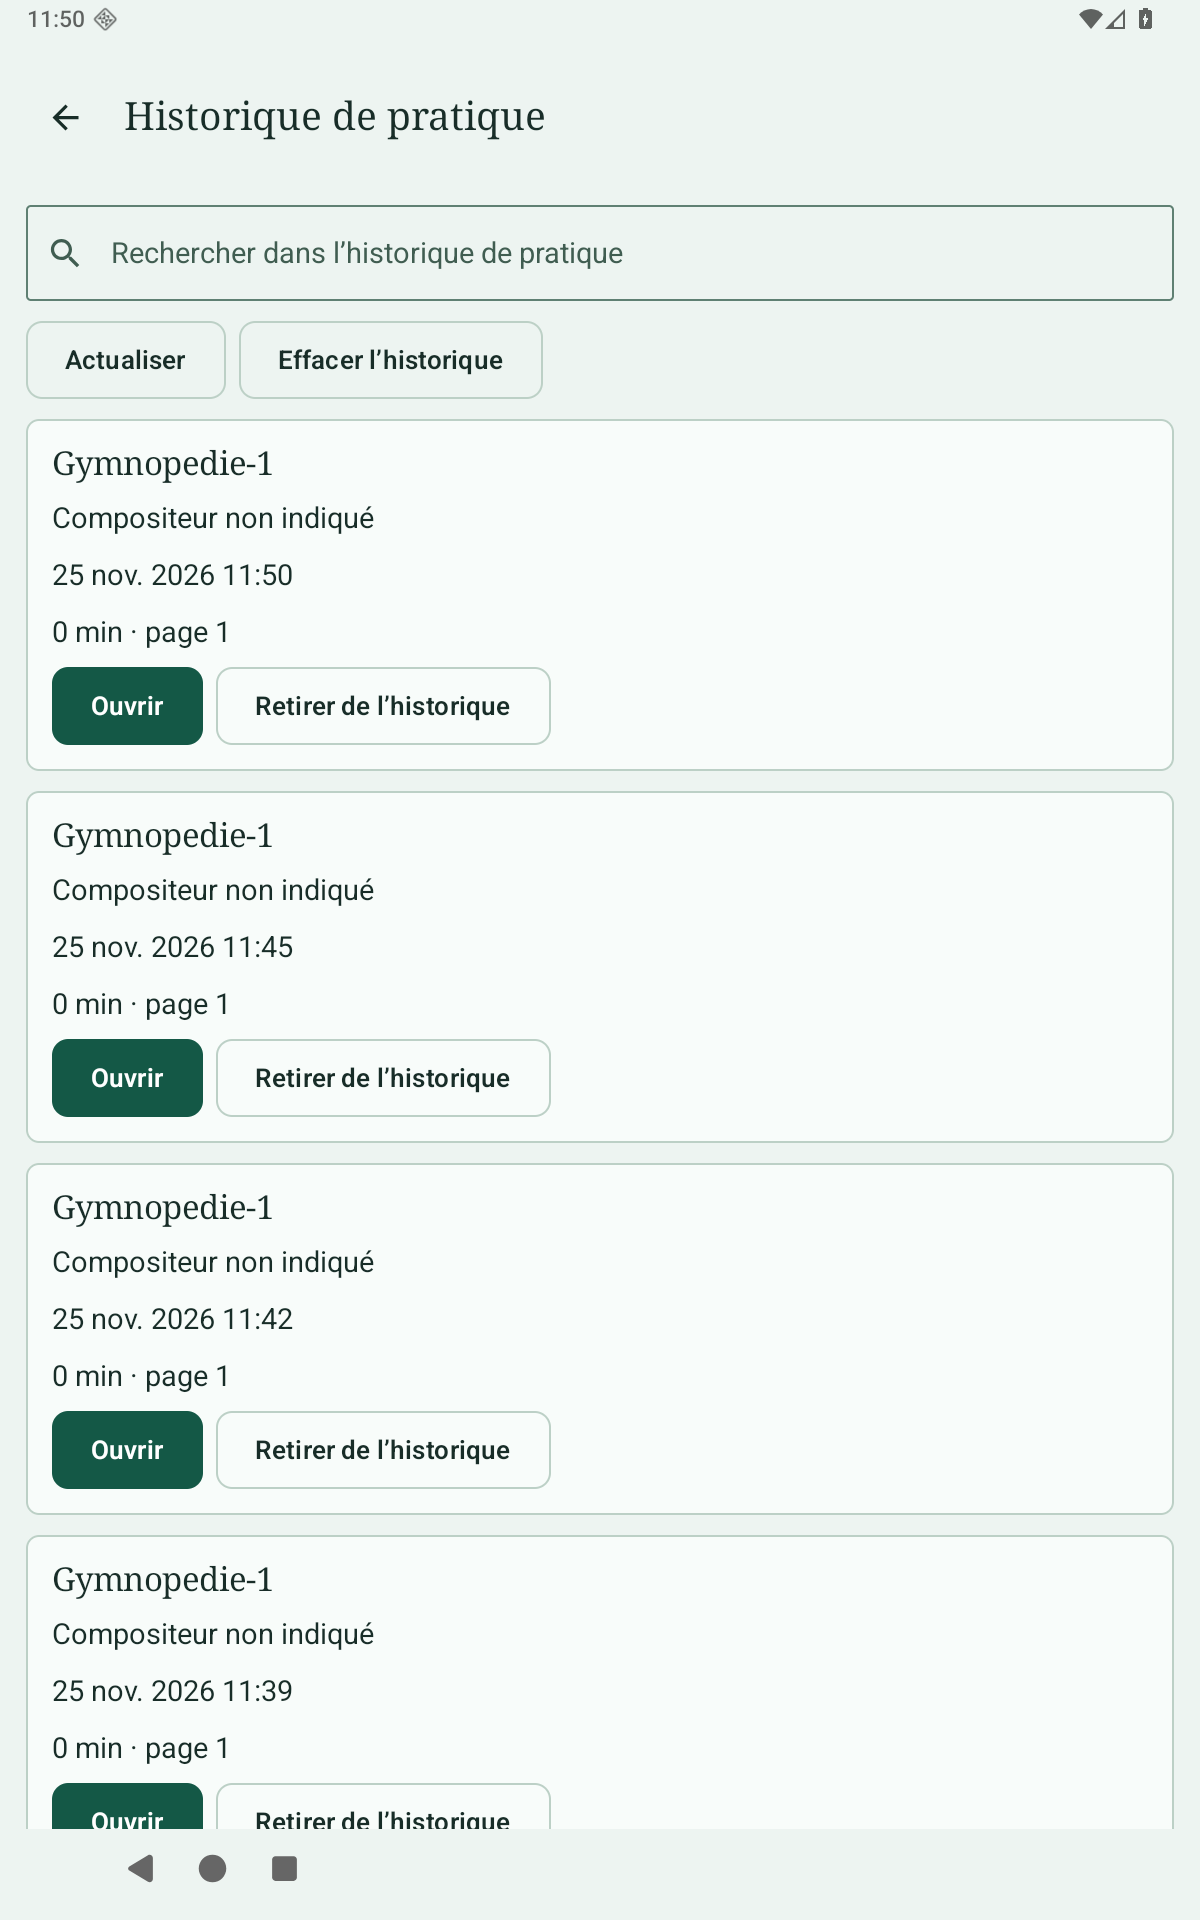 11:50
Historique de pratique
Rechercher dans l’historique de pratique
Actualiser
Effacer l’historique
Gymnopedie-1
Compositeur non indiqué
25 nov. 2026 11:50
0 min · page 1
Ouvrir
Retirer de l’historique
Gymnopedie-1
Compositeur non indiqué
25 nov. 2026 11:45
0 min · page 1
Ouvrir
Retirer de l’historique
Gymnopedie-1
Compositeur non indiqué
25 nov. 2026 11:42
0 min · page 1
Ouvrir
Retirer de l’historique
Gymnopedie-1
Compositeur non indiqué
25 nov. 2026 11:39
0 min · page 1
Ouvrir
Retirer de l’historique